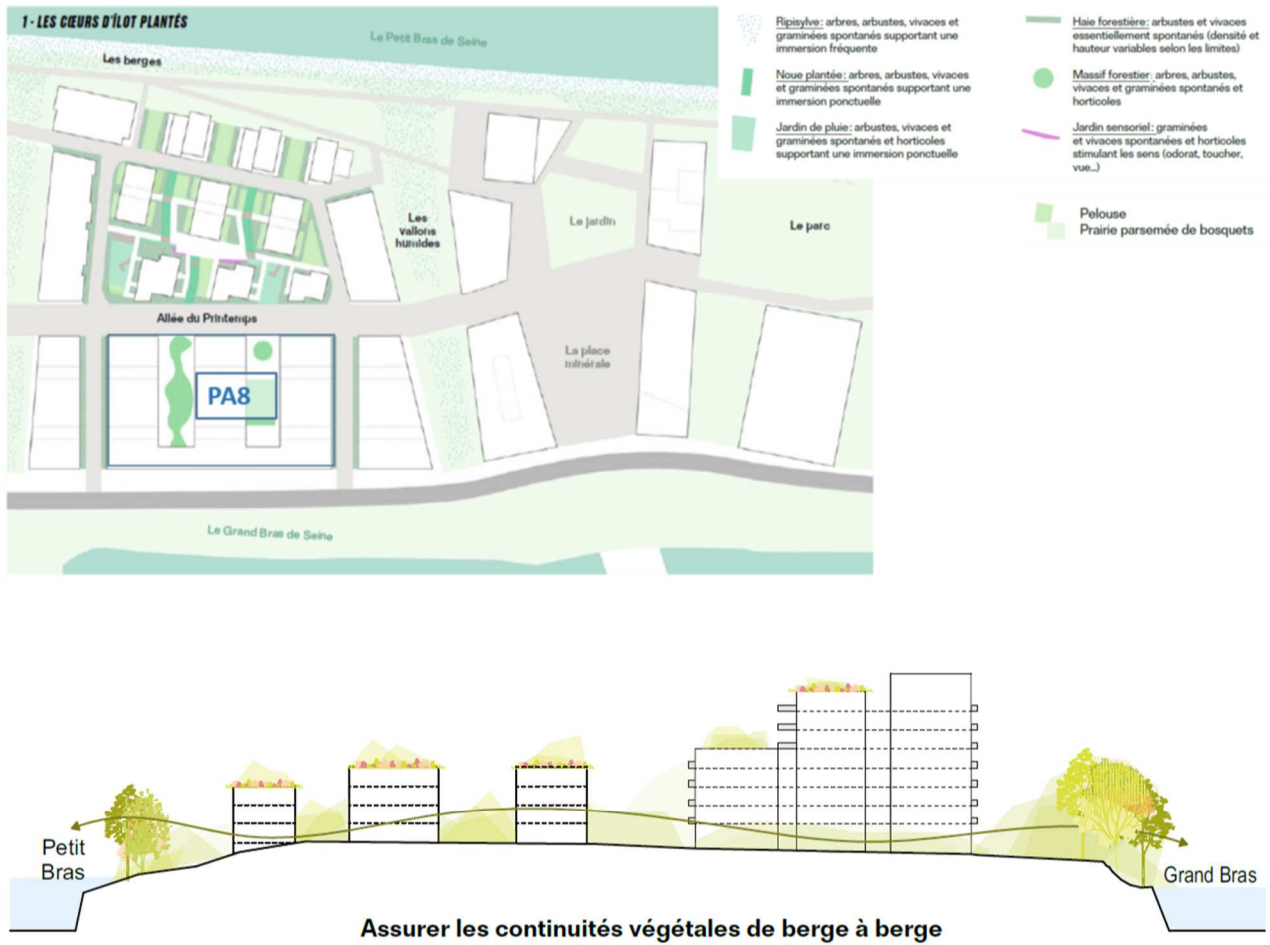 1 · LES CŒURS D'ÎLOT PLANTÉS
Le Petit Bras de Seine
Les berges
Les
vallons
humides
Le jardin
Le parc
Allée du Printemps
La place
minérale
PA8
Le Grand Bras de Seine
Ripisylve : arbres, arbustes, vivaces et
graminées spontanés supportant une
immersion fréquente
Noue plantée : arbres, arbustes, vivaces
et graminées spontanés supportant une
immersion ponctuelle
Jardin de pluie : arbustes, vivaces et
graminées spontanés et horticoles
supportant une immersion ponctuelle
Haie forestière : arbustes et vivaces
essentiellement spontanés (densité et
hauteur variables selon les limites)
Massif forestier : arbres, arbustes,
vivaces et graminées spontanés et
horticoles
Jardin sensoriel : graminées
et vivaces spontanées et horticoles
stimulant les sens (odorat, toucher,
vue...)
Pelouse
Prairie parsemée de bosquets
Petit
Bras
Grand Bras
Assurer les continuités végétales de berge à berge